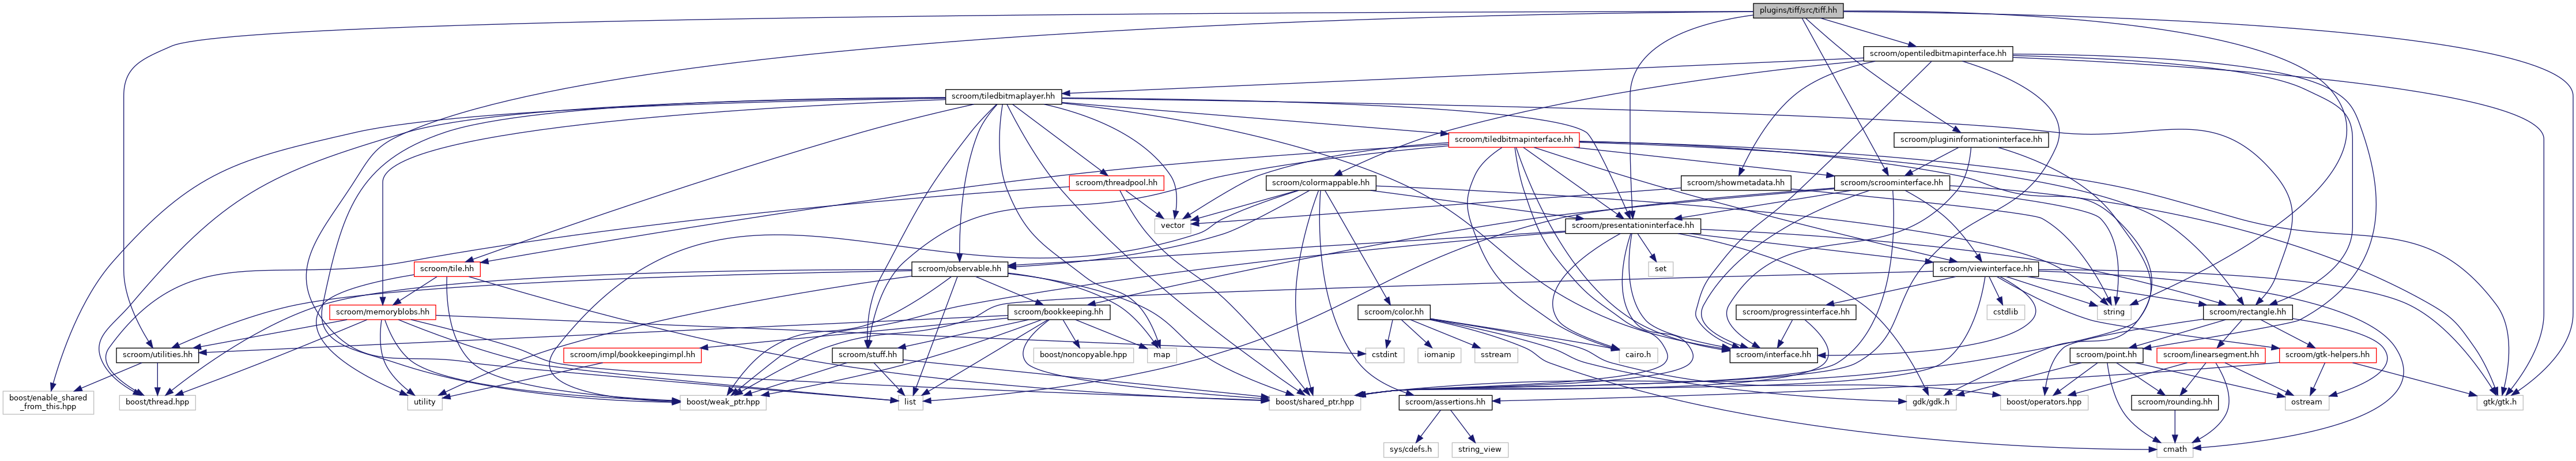 plugins/tiff/src/tiff.hh
scroom/opentiledbitmapinterface.hh
scroom/tiledbitmaplayer.hh
scroom/tiledbitmapinterface.hh
scroom/plugininformationinterface.hh
scroom/threadpool.hh
scroom/colormappable.hh
scroom/showmetadata.hh
scroom/scroominterface.hh
vector
scroom/presentationinterface.hh
scroom/tile.hh
scroom/observable.hh
set
scroom/viewinterface.hh
scroom/memoryblobs.hh
scroom/bookkeeping.hh
scroom/color.hh
scroom/progressinterface.hh
cstdlib
string
scroom/rectangle.hh
scroom/utilities.hh
scroom/impl/bookkeepingimpl.hh
cstdint
scroom/stuff.hh
boost/noncopyable.hpp
map
iomanip
sstream
cairo.h
scroom/interface.hh
scroom/point.hh
scroom/linearsegment.hh
scroom/gtk-helpers.hh
boost/enable_shared
_from_this.hpp
boost/thread.hpp
utility
boost/weak_ptr.hpp
list
boost/shared_ptr.hpp
scroom/assertions.hh
gdk/gdk.h
boost/operators.hpp
scroom/rounding.hh
ostream
gtk/gtk.h
sys/cdefs.h
string_view
cmath